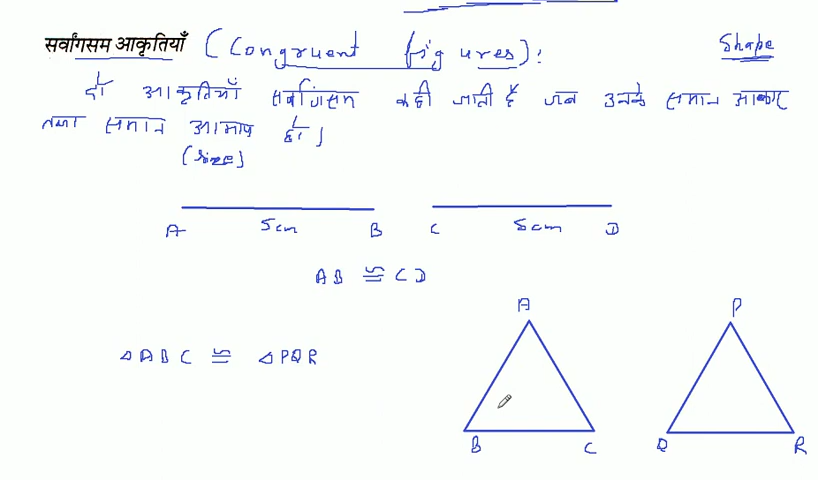 सर्वांगसम आकृतियाँ (Congruent figures): Shape
दो आकृतियाँ सर्वांगसम कही जाती हैं जब उनके समान आकार
तथा समान आमाप हों।
(size)
A 5cm B C 5cm D
AB ≅ CD
A P
△ABC ≅ △PQR
B C Q R